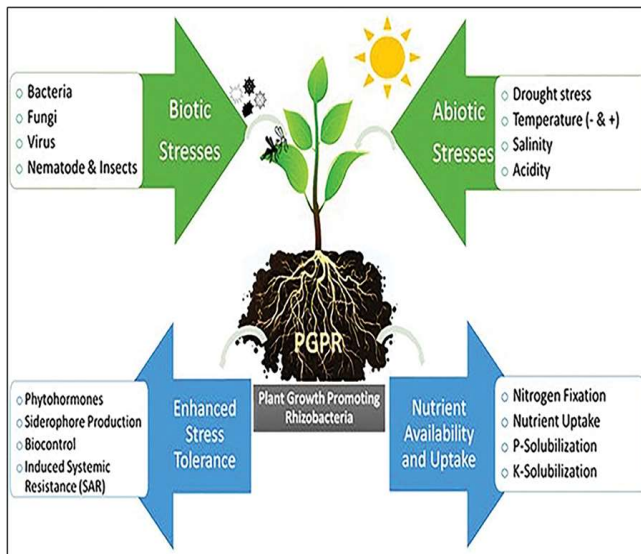 Bacteria
Fungi
Virus
Nematode & Insects
Biotic
Stresses
Abiotic
Stresses
Drought stress
Temperature (- & +)
Salinity
Acidity
PGPR
Plant Growth Promoting
Rhizobacteria
Phytohormones
Siderophore Production
Biocontrol
Induced Systemic
Resistance (SAR)
Enhanced
Stress
Tolerance
Nutrient
Availability
and Uptake
Nitrogen Fixation
Nutrient Uptake
P-Solubilization
K-Solubilization